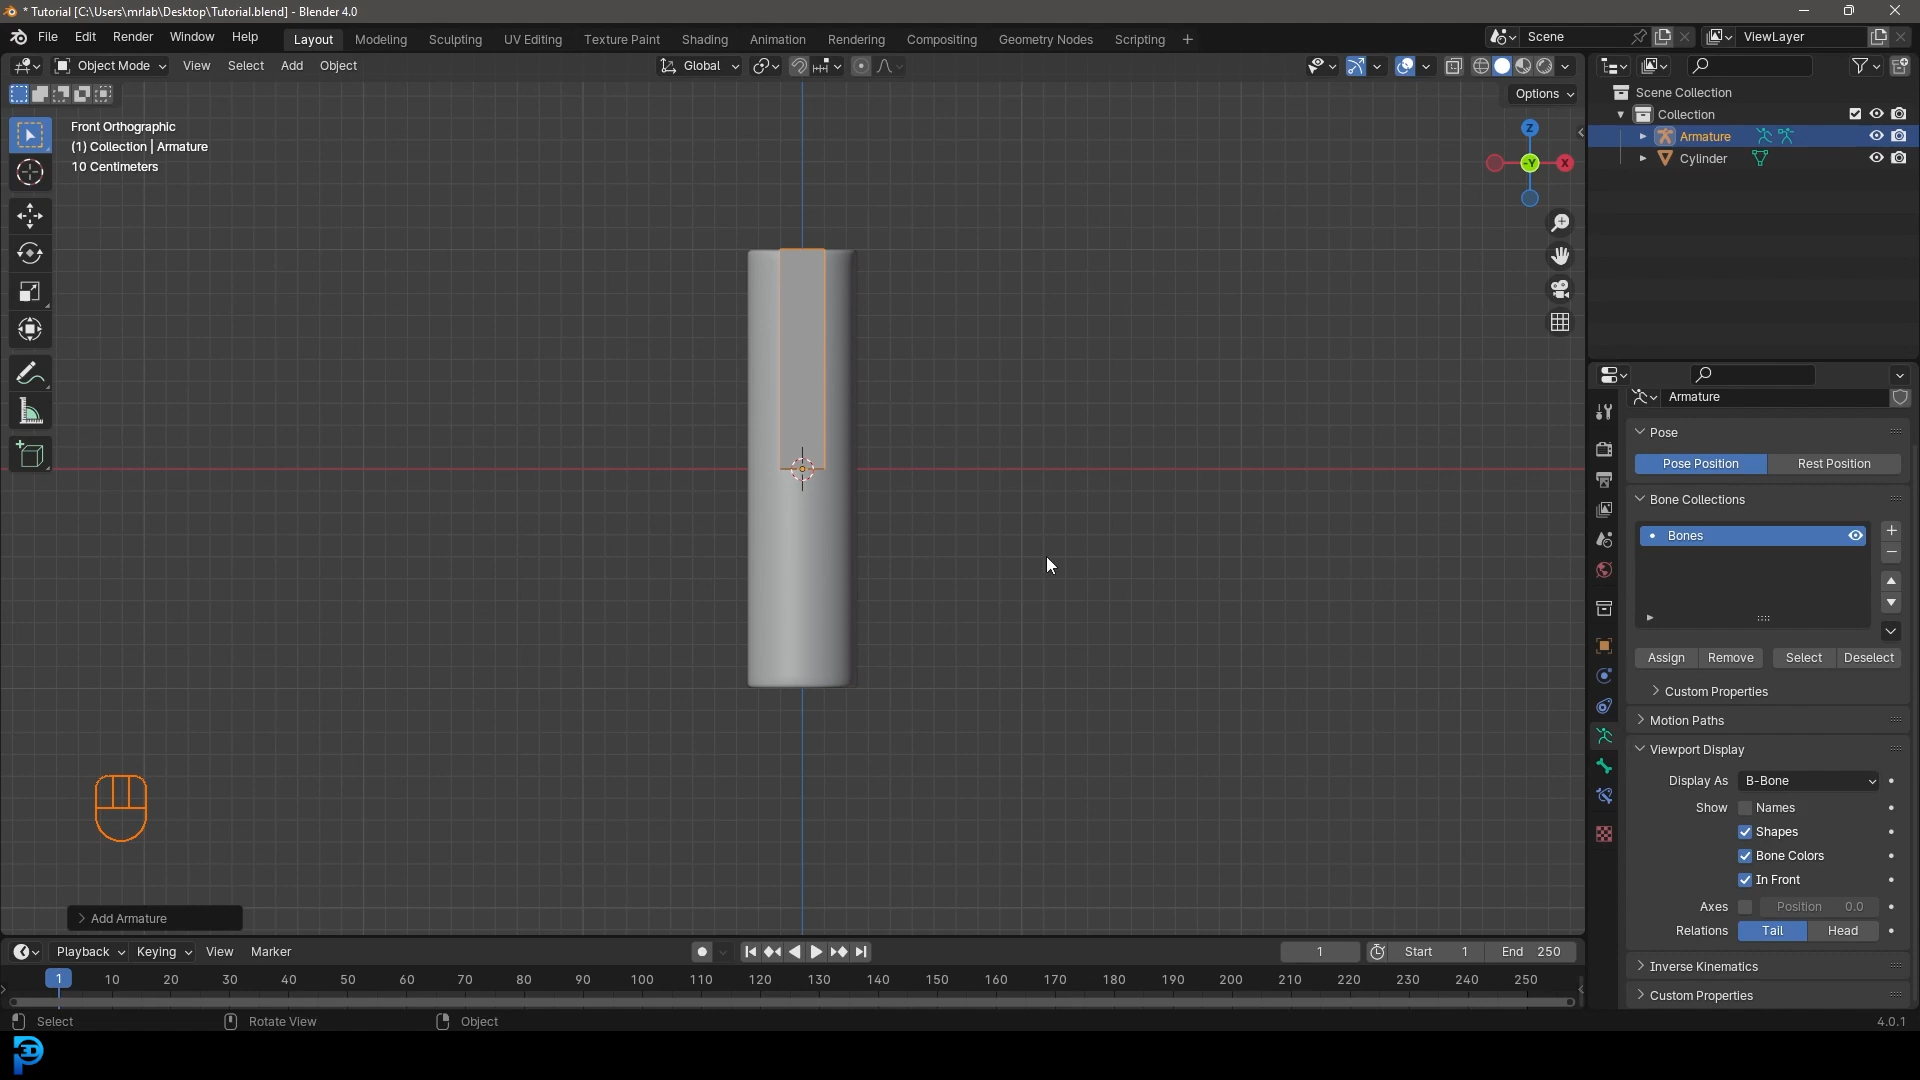 * Tutorial [C:\Users\mrlab\Desktop\Tutorial.blend] - Blender 4.0
File Edit Render Window Help
Layout Modeling Sculpting UV Editing Texture Paint Shading Animation Rendering Compositing Geometry Nodes Scripting +
Scene ViewLayer
Object Mode View Select Add Object
Global
Options
Front Orthographic
(1) Collection | Armature
10 Centimeters
Z
-Y
X
Scene Collection
Collection
Armature
Cylinder
Armature
Pose
Pose Position Rest Position
Bone Collections
Bones
Assign Remove Select Deselect
Custom Properties
Motion Paths
Viewport Display
Display As B-Bone
Show Names
Shapes
Bone Colors
In Front
Axes Position 0.0
Relations Tail Head
Inverse Kinematics
Custom Properties
Add Armature
Playback Keying View Marker
1 Start 1 End 250
1 10 20 30 40 50 60 70 80 90 100 110 120 130 140 150 160 170 180 190 200 210 220 230 240 250
Select Rotate View Object
4.0.1
3D